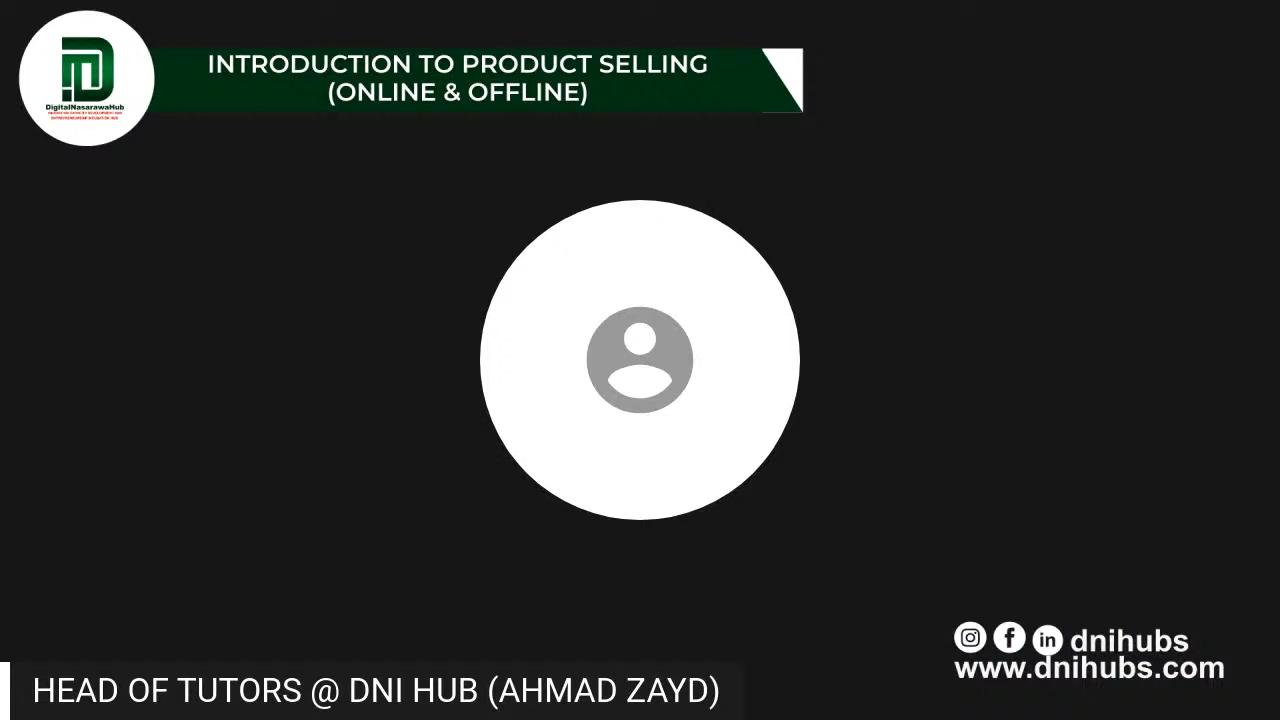 INTRODUCTION TO PRODUCT SELLING
(ONLINE & OFFLINE)
DigitalNasarawaHub
dnihubs
www.dnihubs.com
HEAD OF TUTORS @ DNI HUB (AHMAD ZAYD)